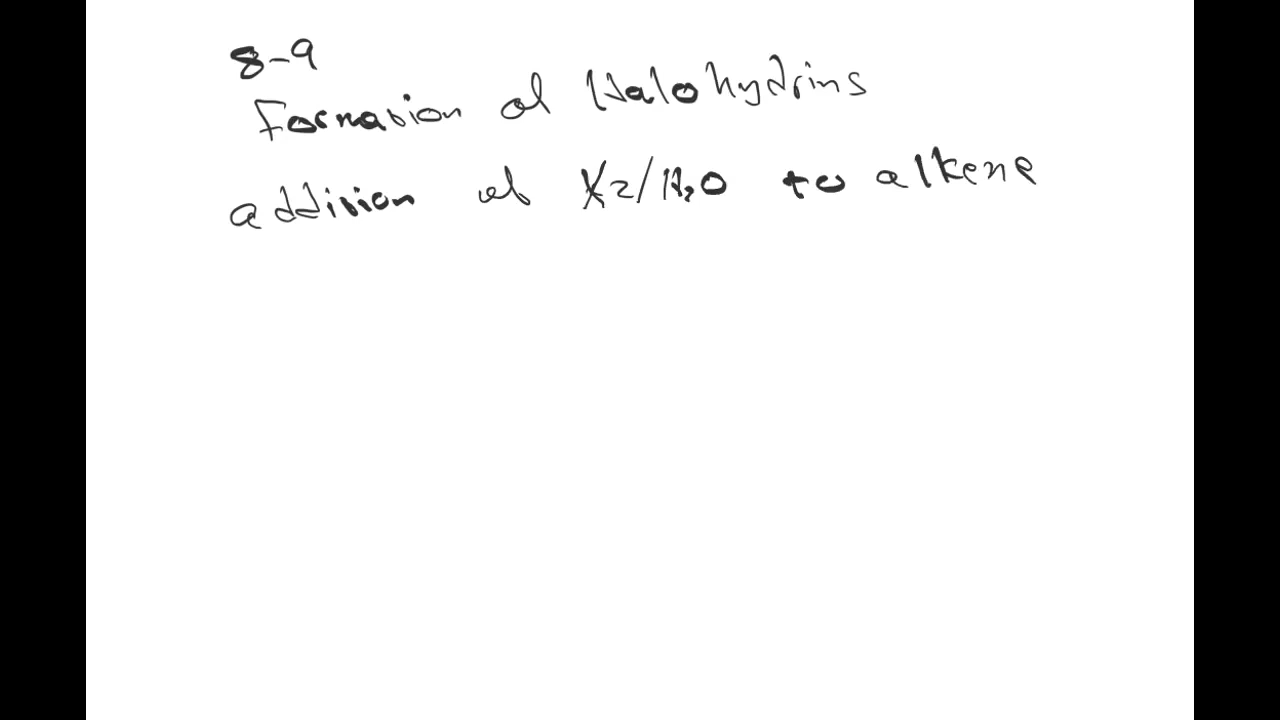 8-9
Formation of Halohydrins
addition of X2/H2O to alkene